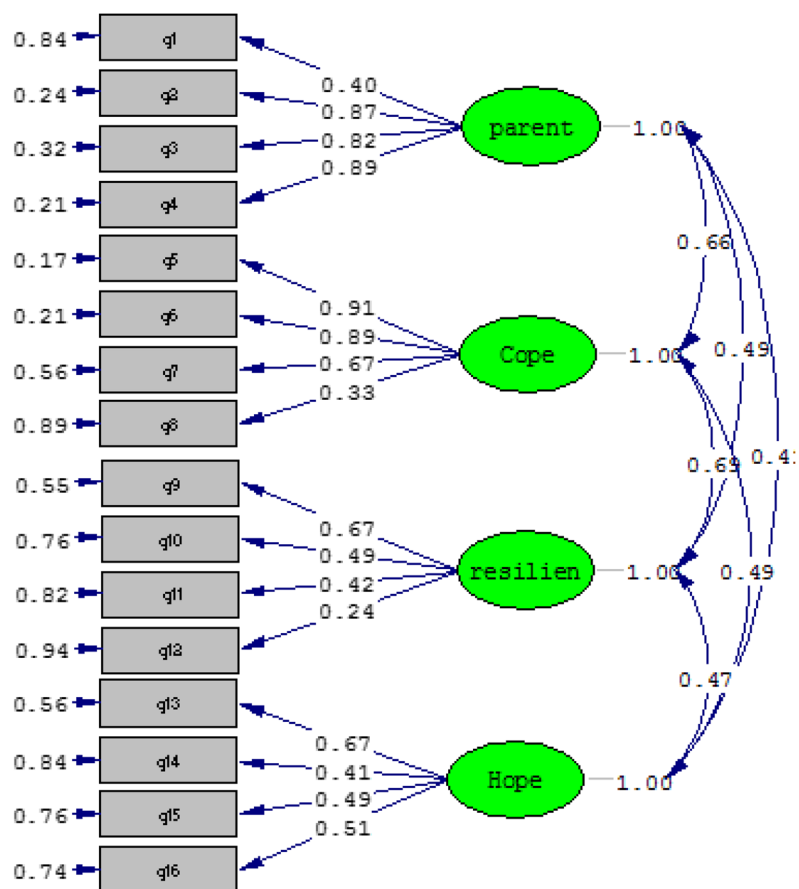 0.84 q1
0.40
0.24 q2
0.87
parent 1.00
0.32 q3
0.82
0.89
0.21 q4
0.66
0.17 q5
0.91
0.21 q6
0.89
Cope 1.00
0.49
0.56 q7
0.67
0.33
0.89 q8
0.55 q9
0.67
0.76 q10
0.49
resilien 1.00
0.49
0.82 q11
0.42
0.24
0.94 q12
0.47
0.56 q13
0.67
0.84 q14
0.41
Hope 1.00
0.76 q15
0.49
0.51
0.74 q16